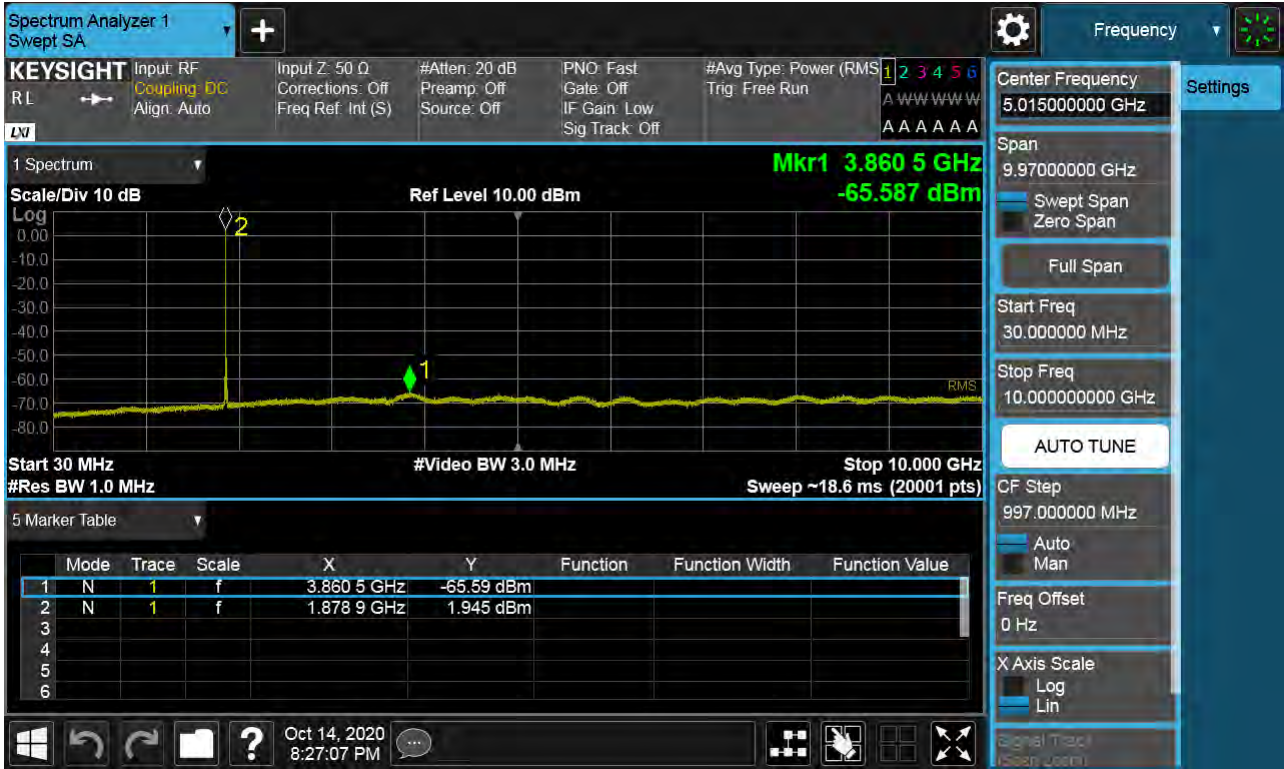 Spectrum Analyzer 1
Swept SA
+
Frequency
KEYSIGHT
RL
LXI
Input: RF
Coupling: DC
Align: Auto
Input Z: 50 Ω
Corrections: Off
Freq Ref: Int (S)
#Atten: 20 dB
Preamp: Off
Source: Off
PNO: Fast
Gate: Off
IF Gain: Low
Sig Track: Off
#Avg Type: Power (RMS
Trig: Free Run
1 2 3 4 5 6
A W W W W W
A A A A A A
1 Spectrum
Mkr1 3.860 5 GHz
-65.587 dBm
Scale/Div 10 dB
Ref Level 10.00 dBm
Log
0.00
-10.0
-20.0
-30.0
-40.0
-50.0
-60.0
-70.0
-80.0
2
1
RMS
Start 30 MHz
#Video BW 3.0 MHz
Stop 10.000 GHz
#Res BW 1.0 MHz
Sweep ~18.6 ms (20001 pts)
5 Marker Table
Mode Trace Scale X Y Function Function Width Function Value
1 N 1 f 3.860 5 GHz -65.59 dBm
2 N 1 f 1.878 9 GHz 1.945 dBm
3
4
5
6
Oct 14, 2020
8:27:07 PM
Center Frequency
5.015000000 GHz
Settings
Span
9.97000000 GHz
Swept Span
Zero Span
Full Span
Start Freq
30.000000 MHz
Stop Freq
10.000000000 GHz
AUTO TUNE
CF Step
997.000000 MHz
Auto
Man
Freq Offset
0 Hz
X Axis Scale
Log
Lin
Signal Track
(Span Zoom)